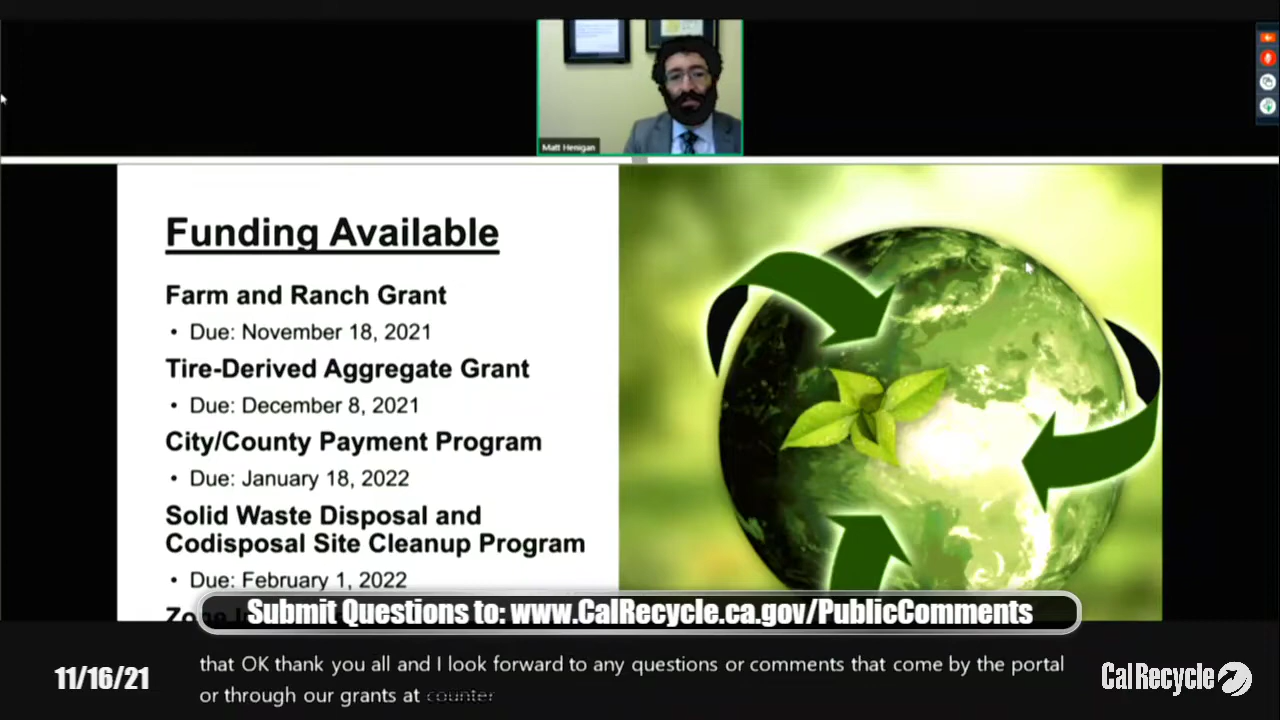 Matt Henigan
Funding Available
Farm and Ranch Grant
• Due: November 18, 2021
Tire-Derived Aggregate Grant
• Due: December 8, 2021
City/County Payment Program
• Due: January 18, 2022
Solid Waste Disposal and
Codisposal Site Cleanup Program
• Due: February 1, 2022
Submit Questions to: www.CalRecycle.ca.gov/PublicComments
11/16/21
that OK thank you all and I look forward to any questions or comments that come by the portal
or through our grants at counter
CalRecycle